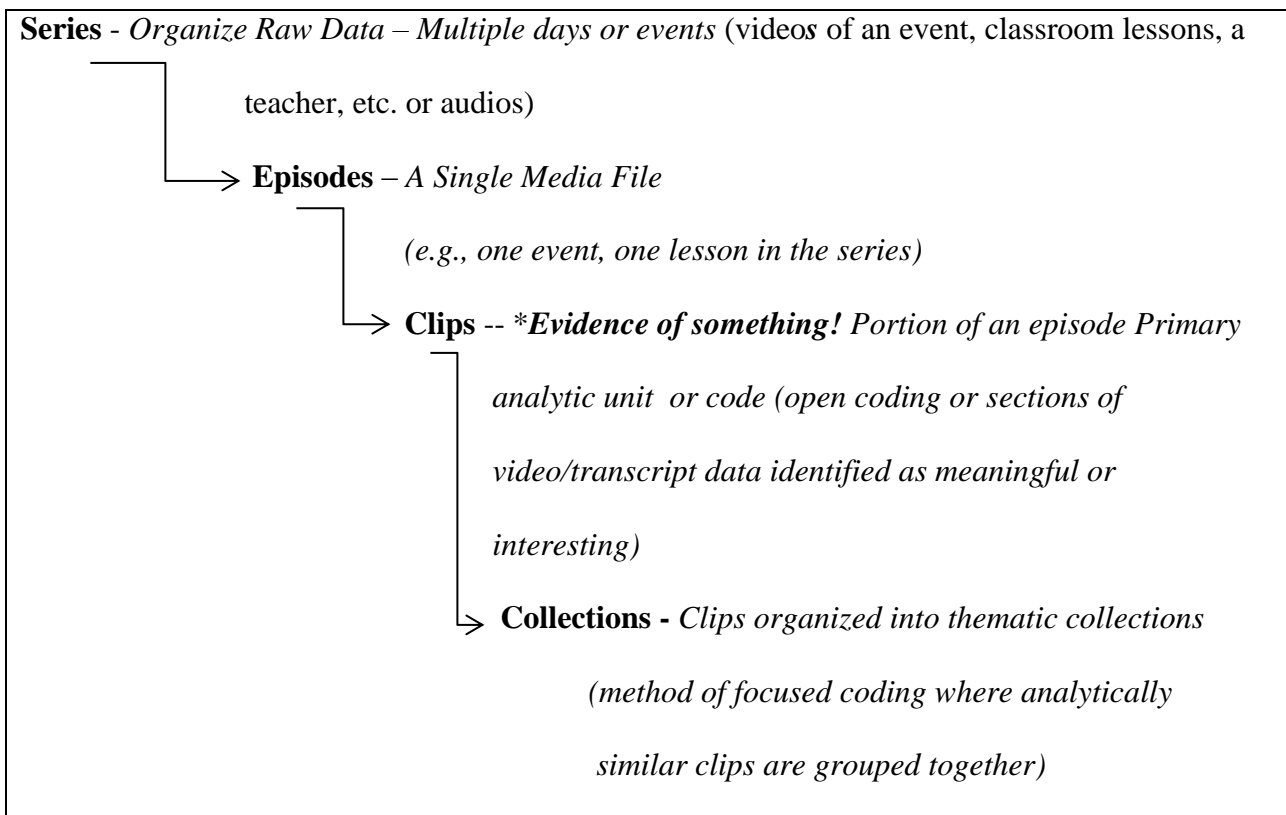 Series - Organize Raw Data – Multiple days or events (videos of an event, classroom lessons, a
teacher, etc. or audios)
Episodes – A Single Media File
(e.g., one event, one lesson in the series)
Clips -- *Evidence of something! Portion of an episode Primary
analytic unit or code (open coding or sections of
video/transcript data identified as meaningful or
interesting)
Collections - Clips organized into thematic collections
(method of focused coding where analytically
similar clips are grouped together)